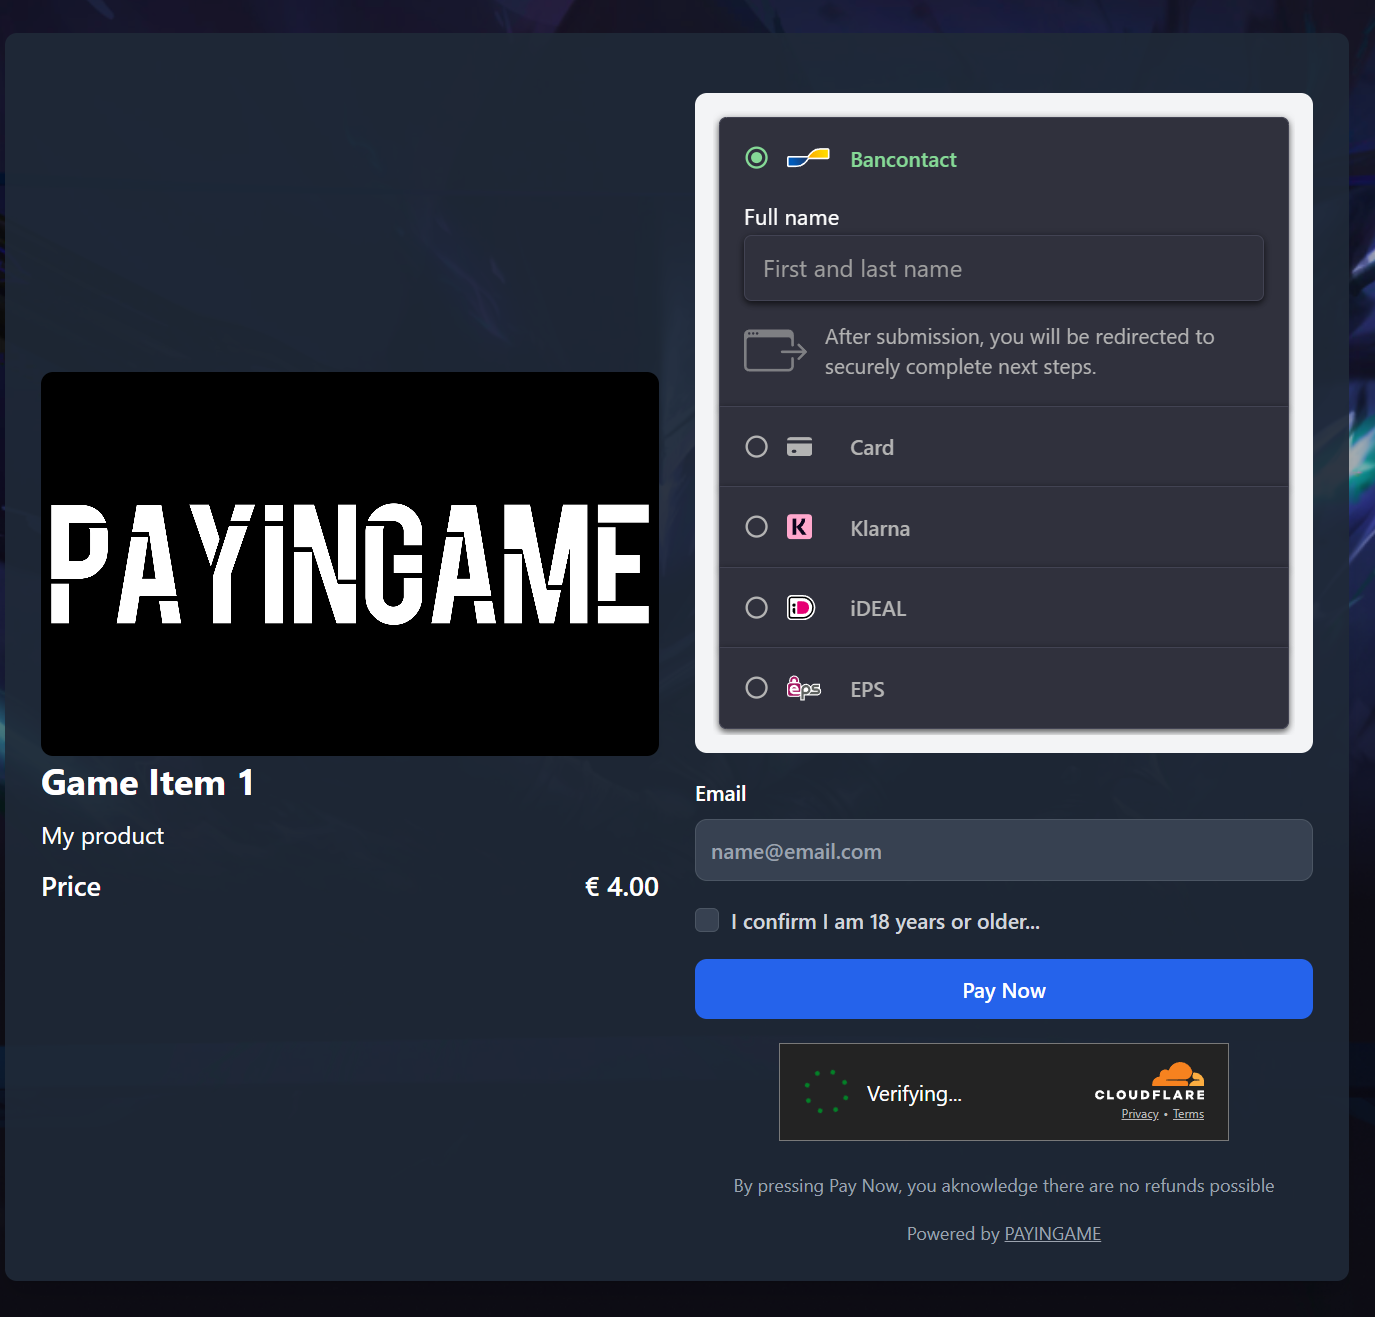 PAYINGAME
Game Item 1
My product
Price € 4.00
Bancontact
Full name
First and last name
After submission, you will be redirected to
securely complete next steps.
Card
K Klarna
iD iDEAL
eps EPS
Email
name@email.com
I confirm I am 18 years or older...
Pay Now
Verifying...
CLOUDFLARE
Privacy • Terms
By pressing Pay Now, you aknowledge there are no refunds possible
Powered by PAYINGAME